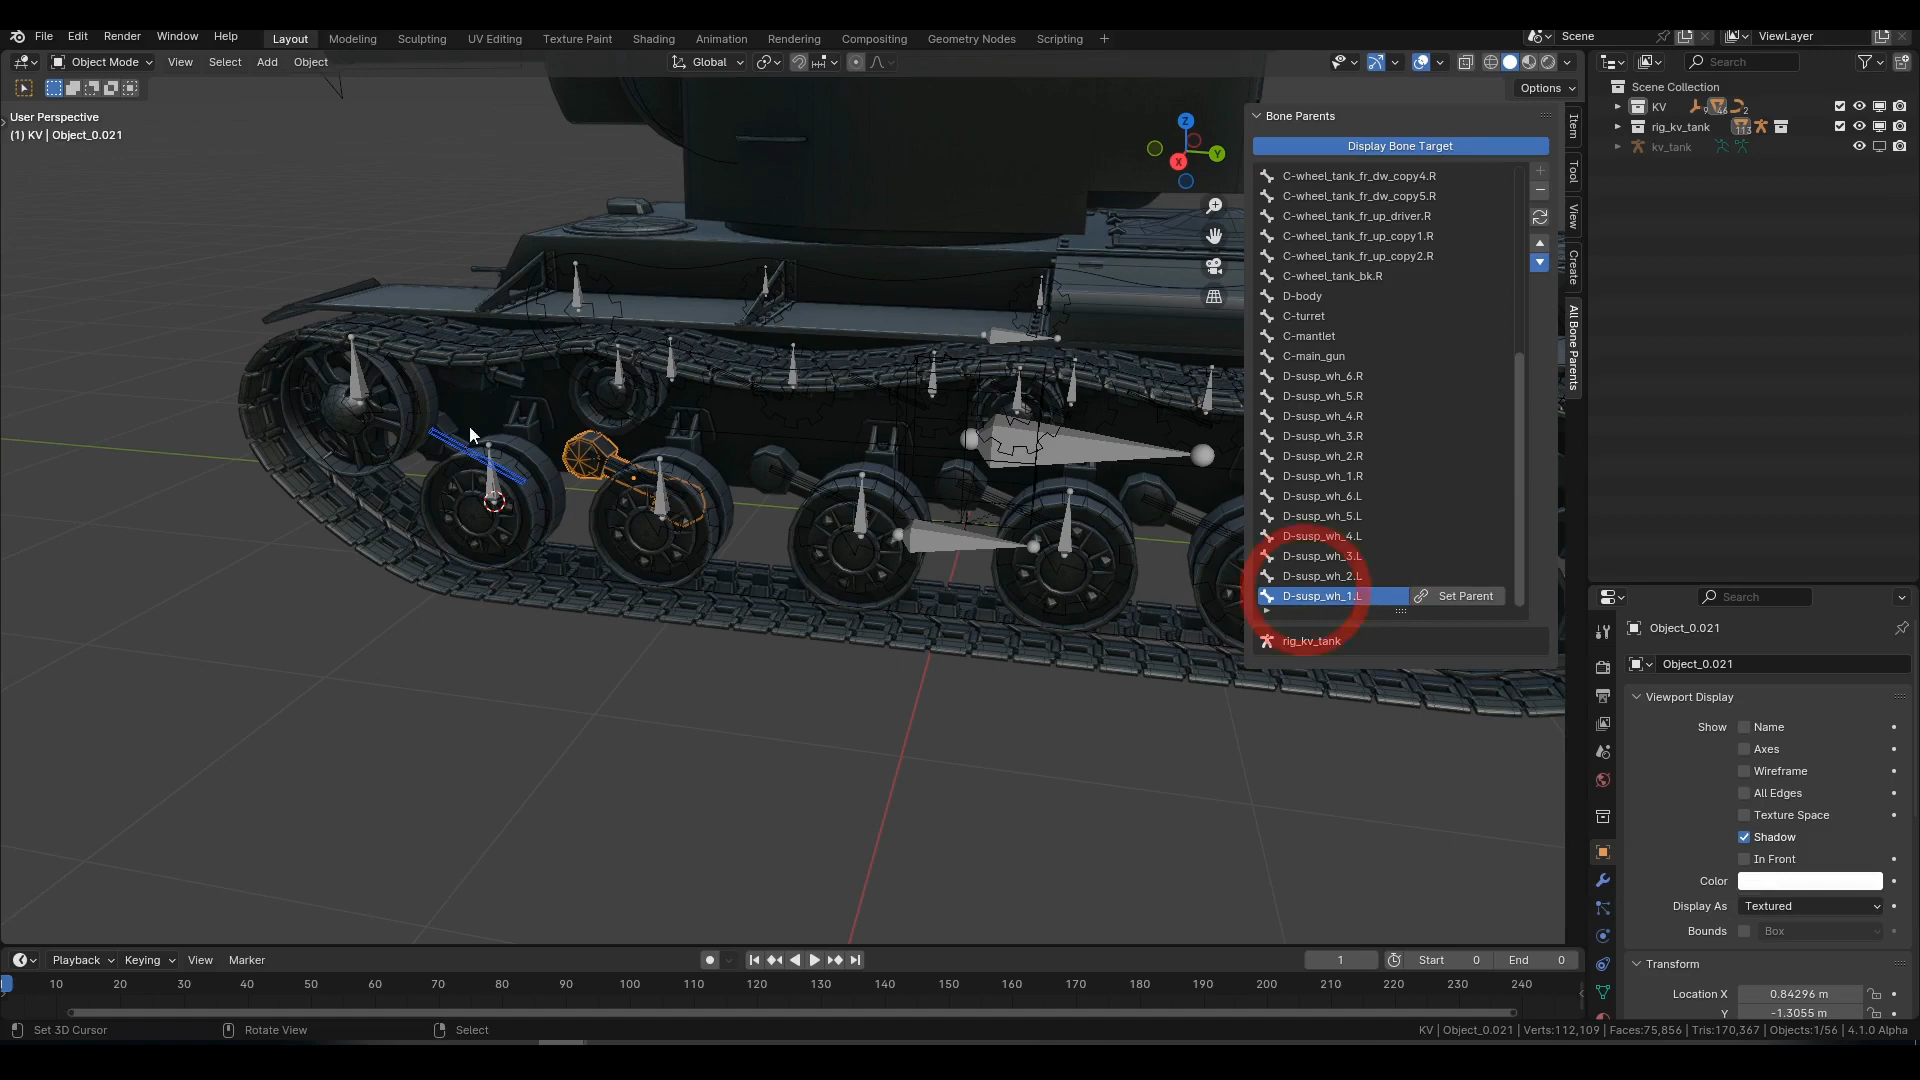 File Edit Render Window Help
Layout Modeling Sculpting UV Editing Texture Paint Shading Animation Rendering Compositing Geometry Nodes Scripting +
Scene
ViewLayer
Object Mode View Select Add Object
Global
Search
Options
User Perspective
(1) KV | Object_0.021
Scene Collection
KV 9 46 2
rig_kv_tank 113
kv_tank
Z
Y
X
Bone Parents
Display Bone Target
C-wheel_tank_fr_dw_copy4.R
C-wheel_tank_fr_dw_copy5.R
C-wheel_tank_fr_up_driver.R
C-wheel_tank_fr_up_copy1.R
C-wheel_tank_fr_up_copy2.R
C-wheel_tank_bk.R
D-body
C-turret
C-mantlet
C-main_gun
D-susp_wh_6.R
D-susp_wh_5.R
D-susp_wh_4.R
D-susp_wh_3.R
D-susp_wh_2.R
D-susp_wh_1.R
D-susp_wh_6.L
D-susp_wh_5.L
D-susp_wh_4.L
D-susp_wh_3.L
D-susp_wh_2.L
D-susp_wh_1.L Set Parent
rig_kv_tank
Item
Tool
View
Create
All Bone Parents
Search
Object_0.021
Object_0.021
Viewport Display
Show Name
Axes
Wireframe
All Edges
Texture Space
Shadow
In Front
Color
Display As Textured
Bounds Box
Transform
Location X 0.84296 m
Y -1.3055 m
Playback Keying View Marker
1 Start 0 End 0
10 20 30 40 50 60 70 80 90 100 110 120 130 140 150 160 170 180 190 200 210 220 230 240
Set 3D Cursor Rotate View Select
KV | Object_0.021 | Verts:112,109 | Faces:75,856 | Tris:170,367 | Objects:1/56 | 4.1.0 Alpha